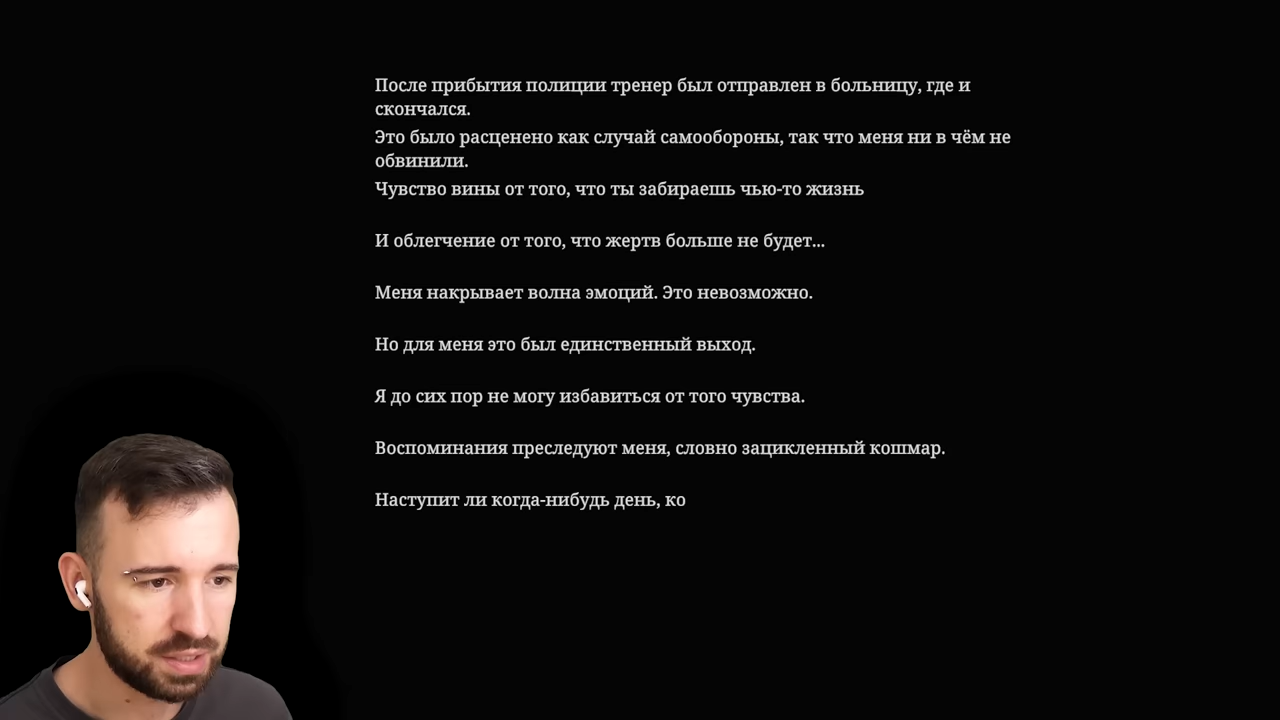 После прибытия полиции тренер был отправлен в больницу, где и
скончался.
Это было расценено как случай самообороны, так что меня ни в чём не
обвинили.
Чувство вины от того, что ты забираешь чью-то жизнь
И облегчение от того, что жертв больше не будет...
Меня накрывает волна эмоций. Это невозможно.
Но для меня это был единственный выход.
Я до сих пор не могу избавиться от того чувства.
Воспоминания преследуют меня, словно зацикленный кошмар.
Наступит ли когда-нибудь день, ко